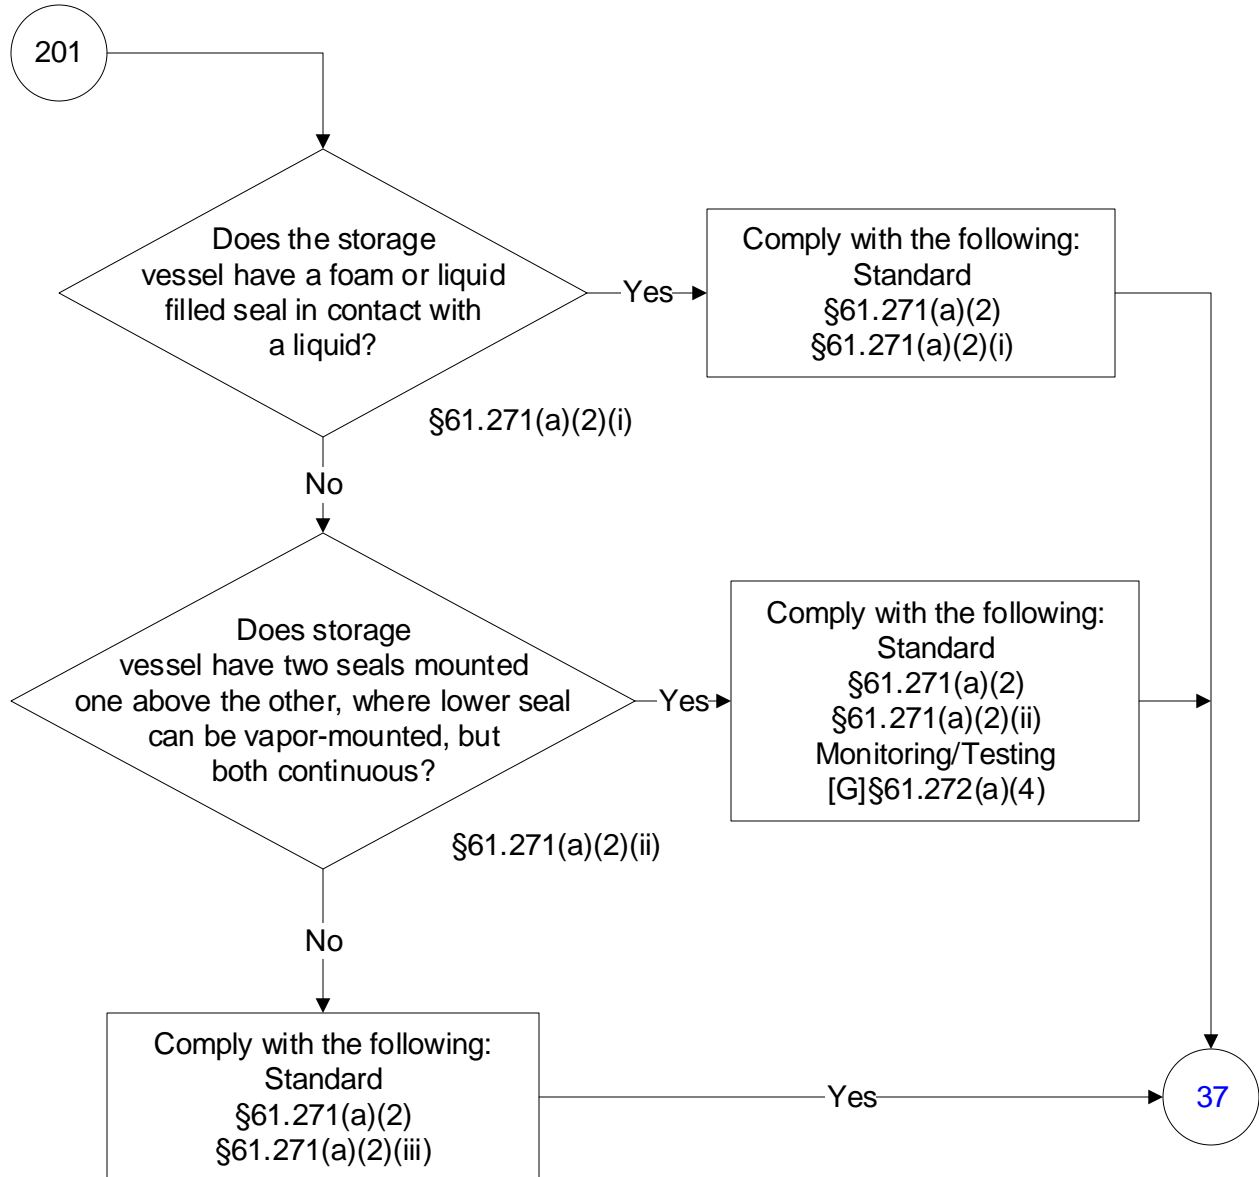 201
Does the storage
vessel have a foam or liquid
filled seal in contact with
a liquid?
Yes
Comply with the following:
Standard
§61.271(a)(2)
§61.271(a)(2)(i)
§61.271(a)(2)(i)
No
Does storage
vessel have two seals mounted
one above the other, where lower seal
can be vapor-mounted, but
both continuous?
Yes
Comply with the following:
Standard
§61.271(a)(2)
§61.271(a)(2)(ii)
Monitoring/Testing
[G]§61.272(a)(4)
§61.271(a)(2)(ii)
No
Comply with the following:
Standard
§61.271(a)(2)
§61.271(a)(2)(iii)
Yes
37